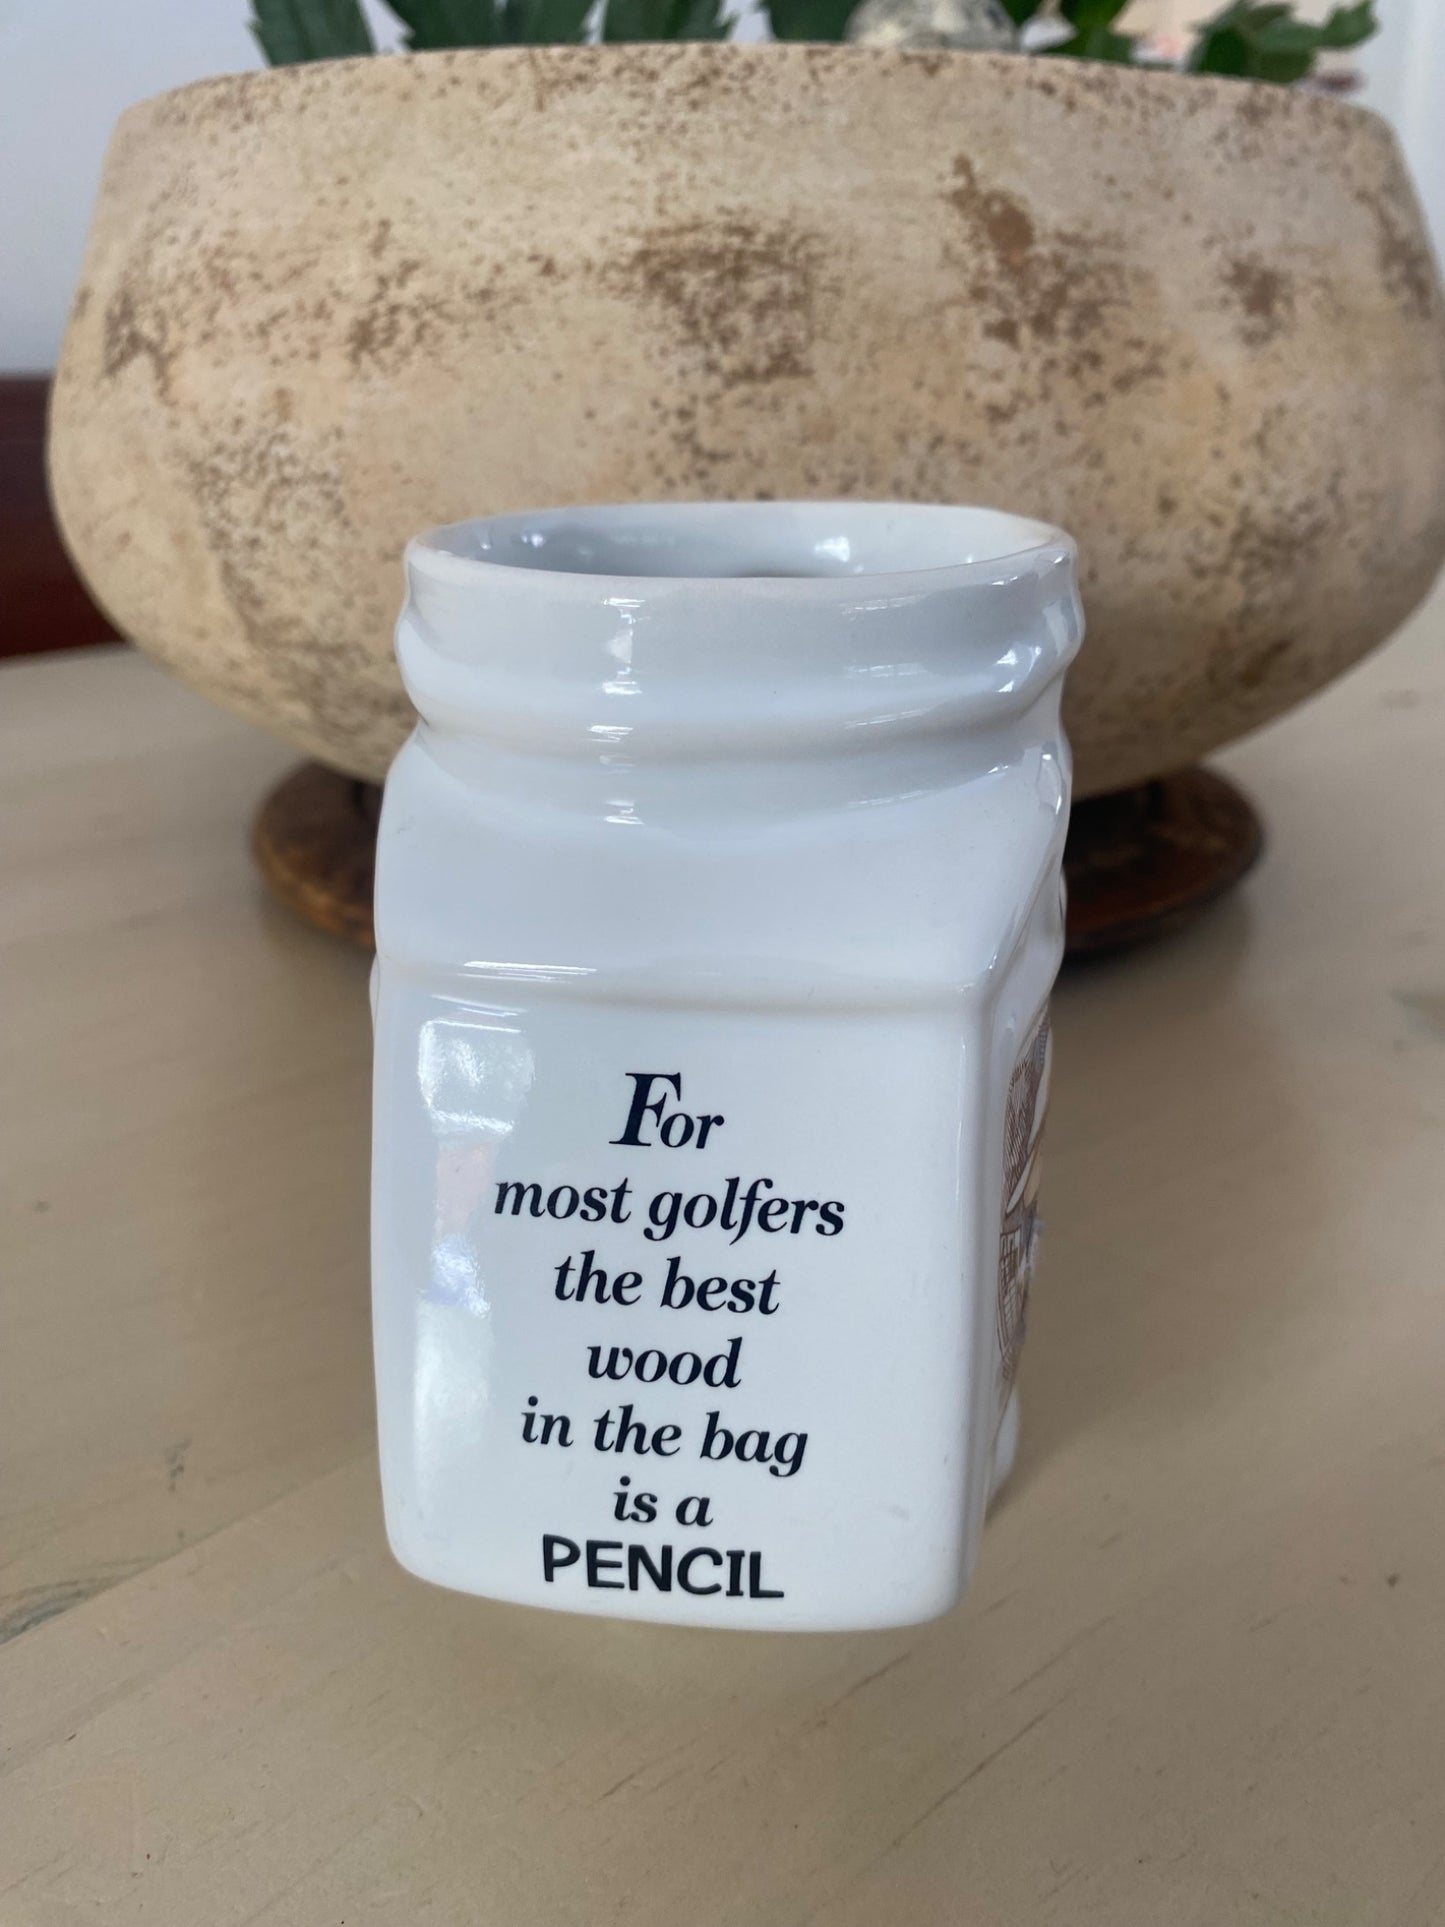 For
most golfers
the best
wood
in the bag
is a
PENCIL